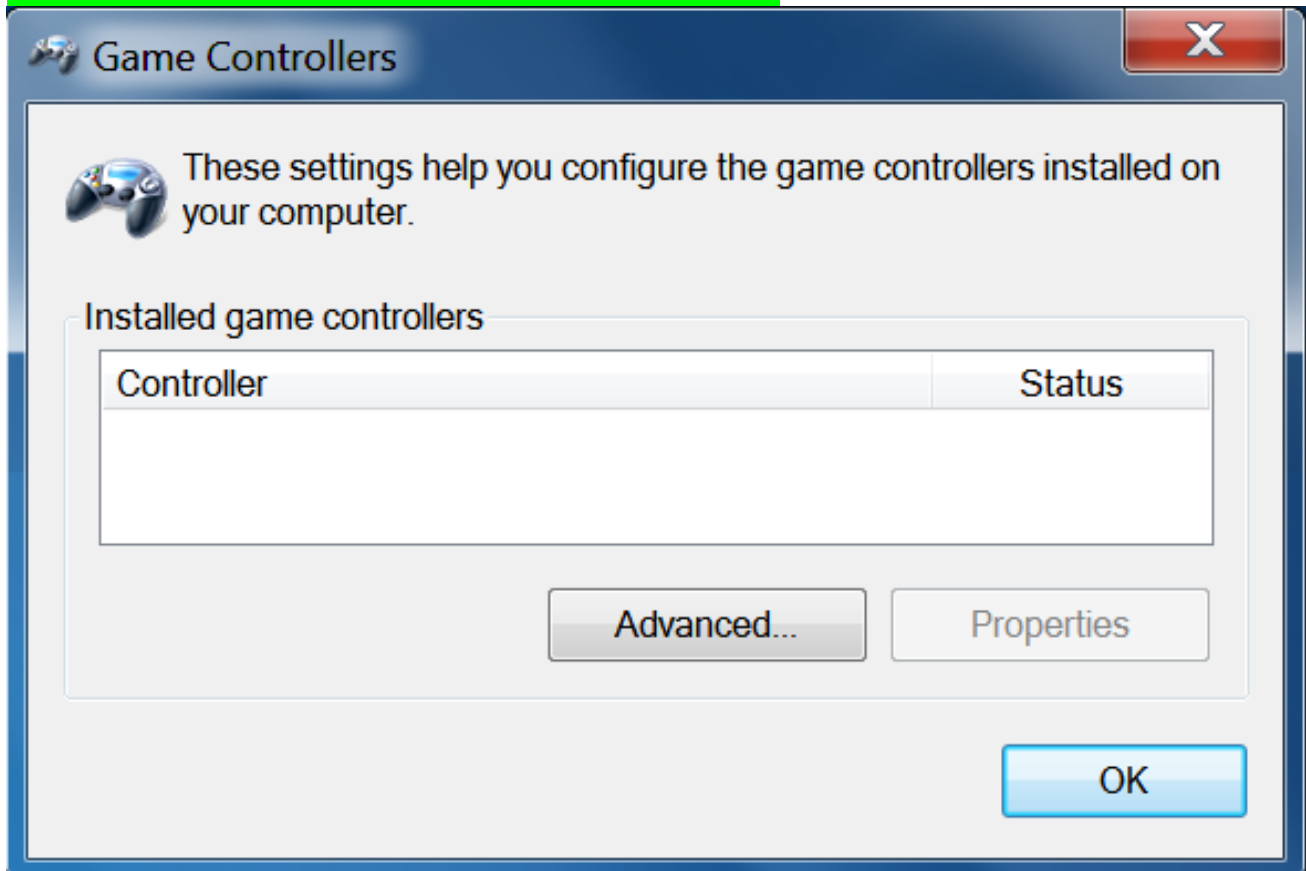 Game Controllers
These settings help you configure the game controllers installed on
your computer.
Installed game controllers
Controller Status
Advanced... Properties
OK